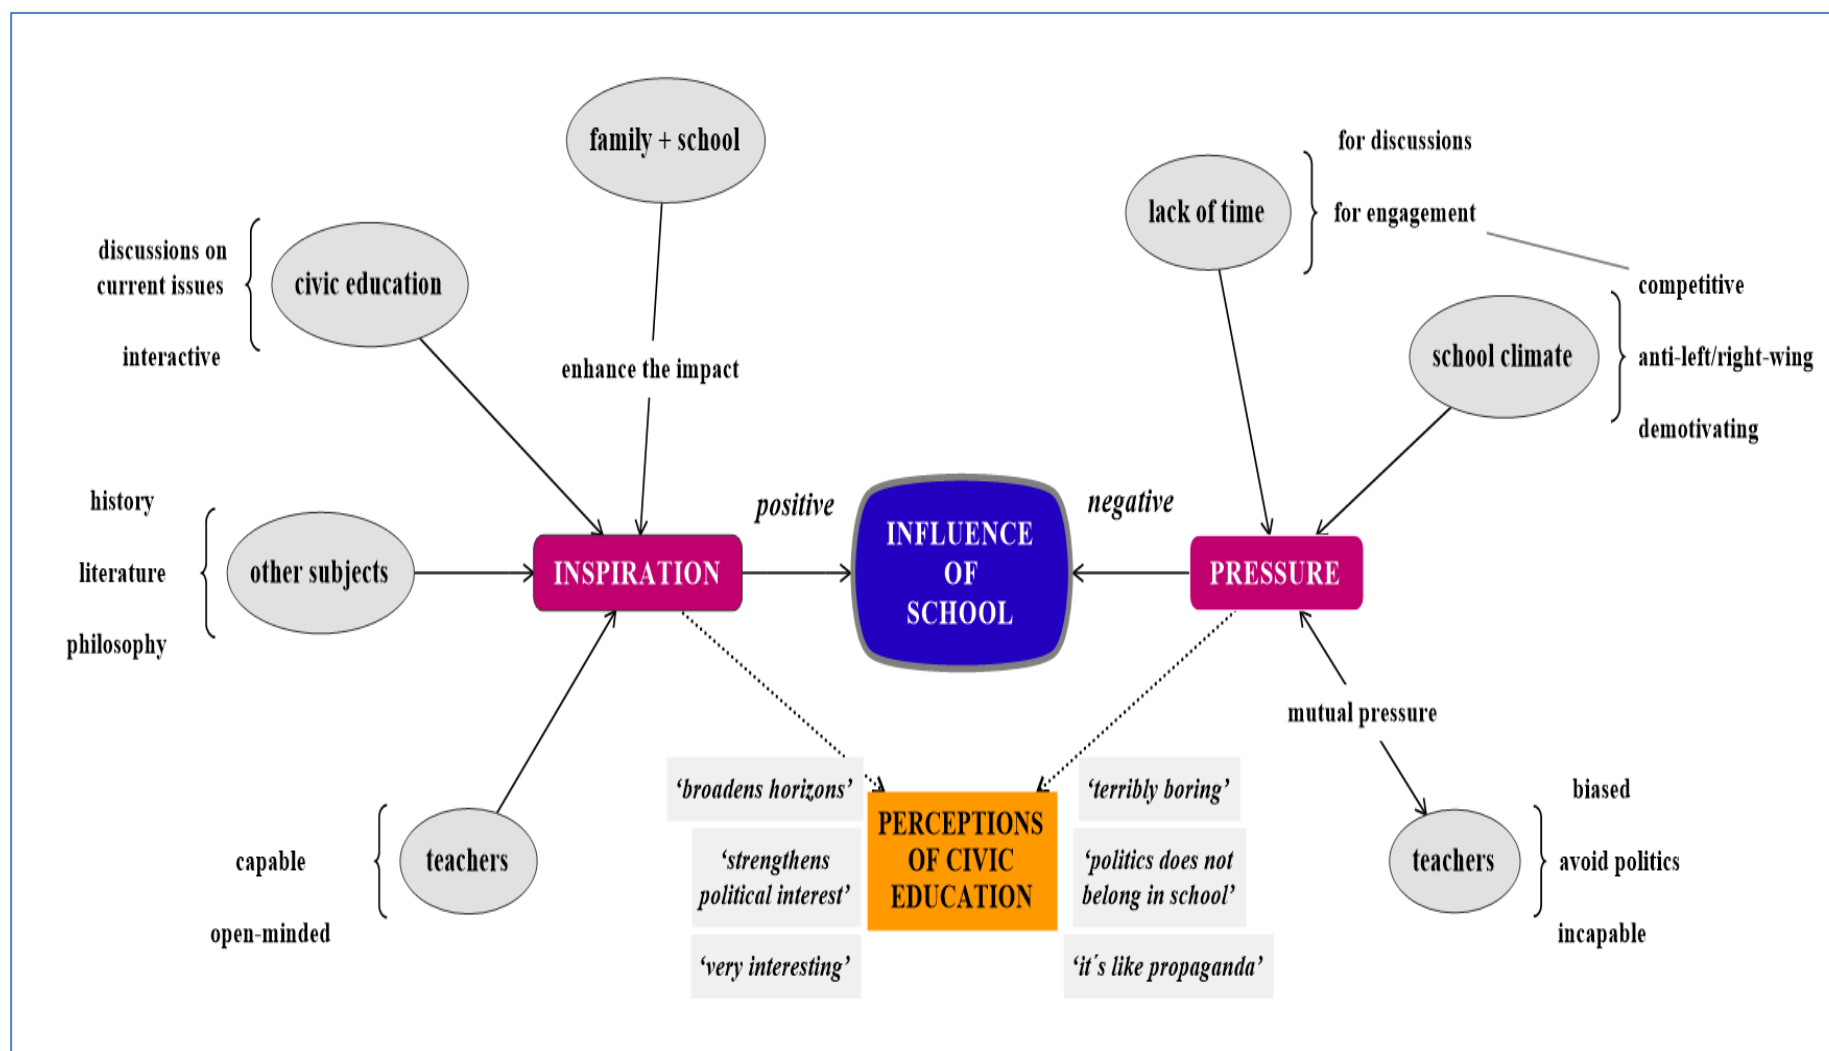 family + school
for discussions
lack of time
for engagement
discussions on
current issues
civic education
interactive
enhance the impact
competitive
school climate
anti-left/right-wing
demotivating
history
literature
other subjects
philosophy
positive
negative
INSPIRATION
INFLUENCE
OF
SCHOOL
PRESSURE
mutual pressure
capable
teachers
open-minded
‘broadens horizons’
‘strengthens
political interest’
‘very interesting’
PERCEPTIONS
OF CIVIC
EDUCATION
‘terribly boring’
‘politics does not
belong in school’
‘it´s like propaganda’
biased
teachers
avoid politics
incapable